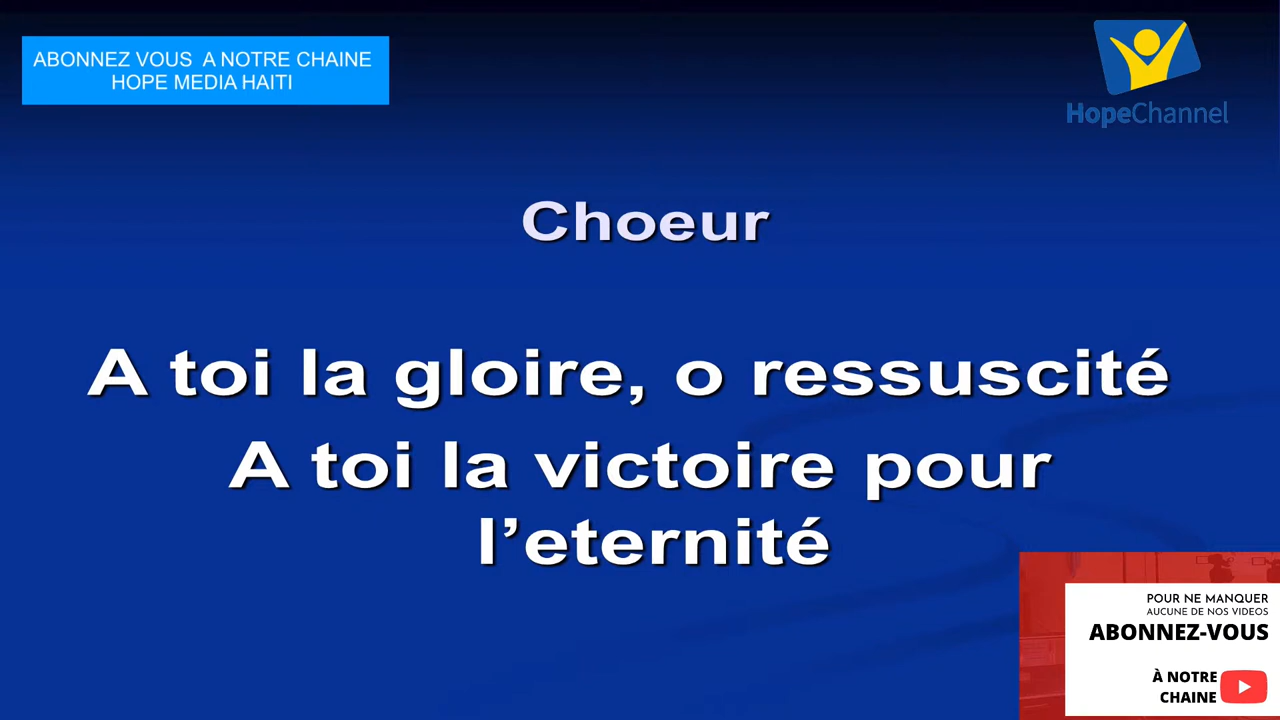 ABONNEZ VOUS A NOTRE CHAINE
HOPE MEDIA HAITI
HopeChannel
Choeur
A toi la gloire, o ressuscité
A toi la victoire pour
l’eternité
POUR NE MANQUER
AUCUNE DE NOS VIDEOS
ABONNEZ-VOUS
À NOTRE
CHAINE